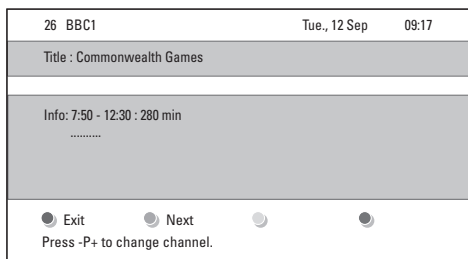 26 BBC1 Tue., 12 Sep 09:17
Title : Commonwealth Games
Info: 7:50 - 12:30 : 280 min
..........
Exit Next
Press -P+ to change channel.